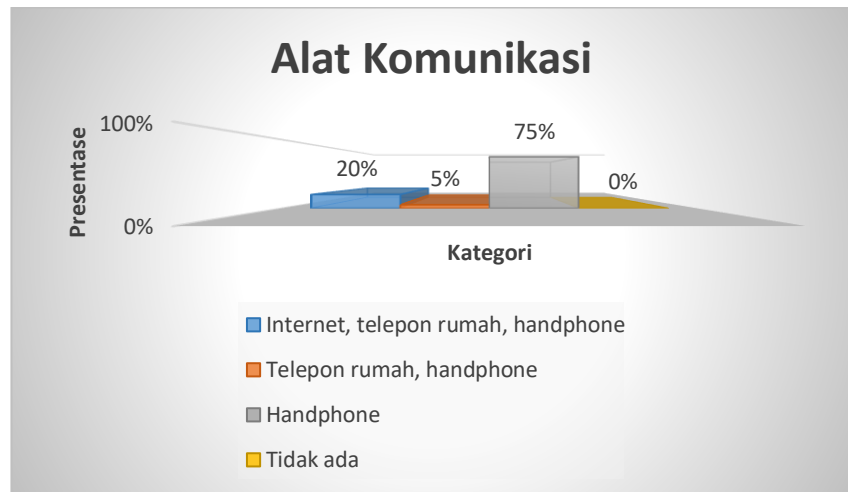 Alat Komunikasi
100%
0%
Presentase
20%
5%
75%
0%
Kategori
Internet, telepon rumah, handphone
Telepon rumah, handphone
Handphone
Tidak ada